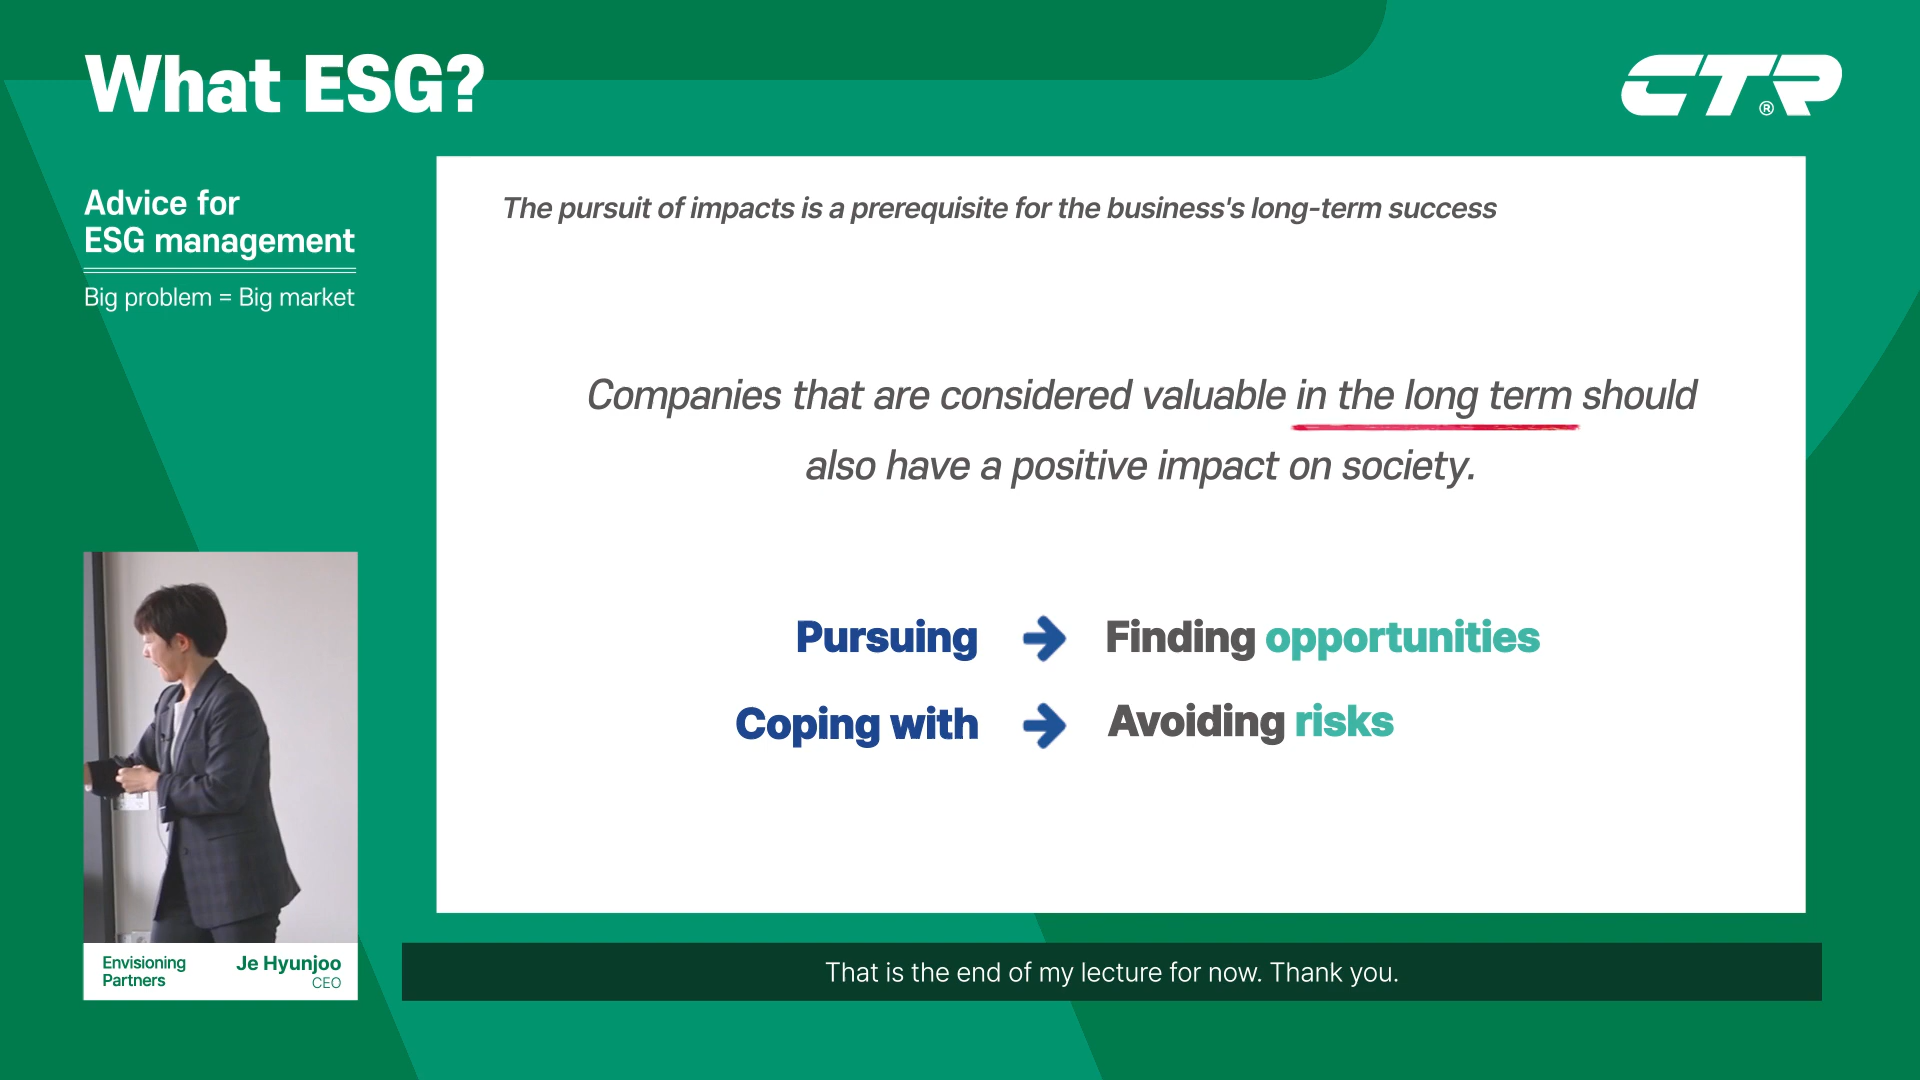 What ESG?
CTR®
Advice for
ESG management
Big problem = Big market
The pursuit of impacts is a prerequisite for the business's long-term success
Companies that are considered valuable in the long term should
also have a positive impact on society.
Pursuing → Finding opportunities
Coping with → Avoiding risks
Envisioning
Partners
Je Hyunjoo
CEO
That is the end of my lecture for now. Thank you.